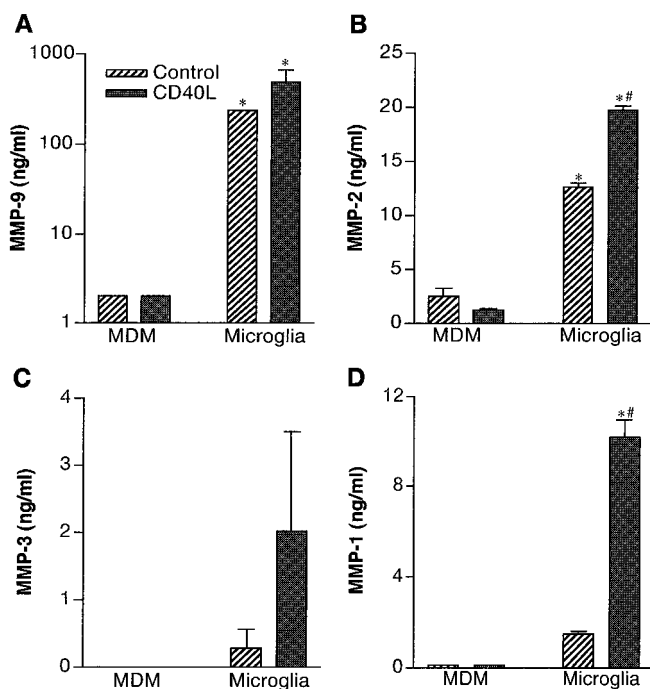 A
1000
100
10
1
MMP-9 (ng/ml)
Control
CD40L
*
*
MDM
Microglia
B
25
20
15
10
5
0
MMP-2 (ng/ml)
*
*#
MDM
Microglia
C
4
3
2
1
0
MMP-3 (ng/ml)
MDM
Microglia
D
12
8
4
0
MMP-1 (ng/ml)
*#
MDM
Microglia